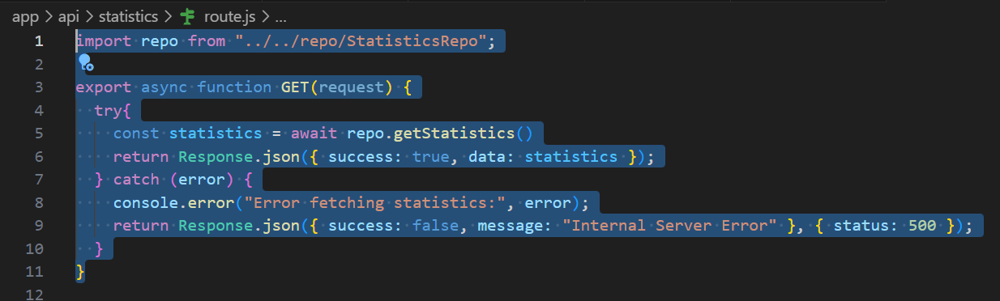 app > api > statistics > route.js > ...
1 import repo from "../../repo/StatisticsRepo";
2
3 export async function GET(request) {
4   try{
5     const statistics = await repo.getStatistics()
6     return Response.json({ success: true, data: statistics });
7   } catch (error) {
8     console.error("Error fetching statistics:", error);
9     return Response.json({ success: false, message: "Internal Server Error" }, { status: 500 });
10   }
11 }
12